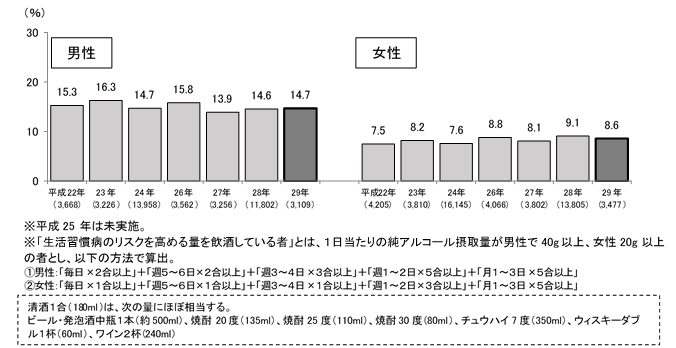 (%)
30
20
10
0
男性
15.3 16.3 14.7 15.8 13.9 14.6 14.7
平成22年 23年 24年 26年 27年 28年 29年
(3,668) (3,226) (13,958) (3,562) (3,256) (11,802) (3,109)
女性
7.5 8.2 7.6 8.8 8.1 9.1 8.6
平成22年 23年 24年 26年 27年 28年 29年
(4,205) (3,810) (16,145) (4,066) (3,802) (13,805) (3,477)
※平成 25 年は未実施。
※「生活習慣病のリスクを高める量を飲酒している者」とは、1日当たりの純アルコール摂取量が男性で 40g 以上、女性 20g 以上
の者とし、以下の方法で算出。
①男性:「毎日×2合以上」+「週5~6日×2合以上」+「週3~4日×3合以上」+「週1~2日×5合以上」+「月1~3日×5合以上」
②女性:「毎日×1合以上」+「週5~6日×1合以上」+「週3~4日×1合以上」+「週1~2日×3合以上」+「月1~3日×5合以上」
清酒1合(180ml)は、次の量にほぼ相当する。
ビール・発泡酒中瓶1本(約500ml)、焼酎 20 度(135ml)、焼酎 25 度(110ml)、焼酎 30 度(80ml)、チュウハイ 7 度(350ml)、ウィスキーダブ
ル1杯(60ml)、ワイン2杯(240ml)